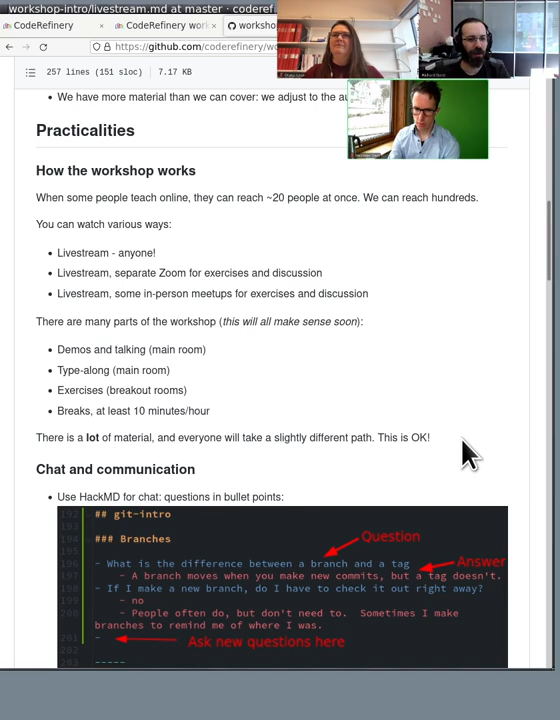 workshop-intro/livestream.md at master · coderef
CodeRefinery
CodeRefinery work
worksho
https://github.com/coderefinery/wo
257 lines (151 sloc) 7.17 KB
We have more material than we can cover: we adjust to the au
Practicalities
How the workshop works
When some people teach online, they can reach ~20 people at once. We can reach hundreds.
You can watch various ways:
Livestream - anyone!
Livestream, separate Zoom for exercises and discussion
Livestream, some in-person meetups for exercises and discussion
There are many parts of the workshop (this will all make sense soon):
Demos and talking (main room)
Type-along (main room)
Exercises (breakout rooms)
Breaks, at least 10 minutes/hour
There is a lot of material, and everyone will take a slightly different path. This is OK!
Chat and communication
Use HackMD for chat: questions in bullet points:
192 ## git-intro
193
194 ### Branches
195 Question
196 - What is the difference between a branch and a tag Answer
197 - A branch moves when you make new commits, but a tag doesn't.
198 - If I make a new branch, do I have to check it out right away?
199 - no
200 - People often do, but don't need to. Sometimes I make
branches to remind me of where I was.
201 - Ask new questions here
202
203 -----